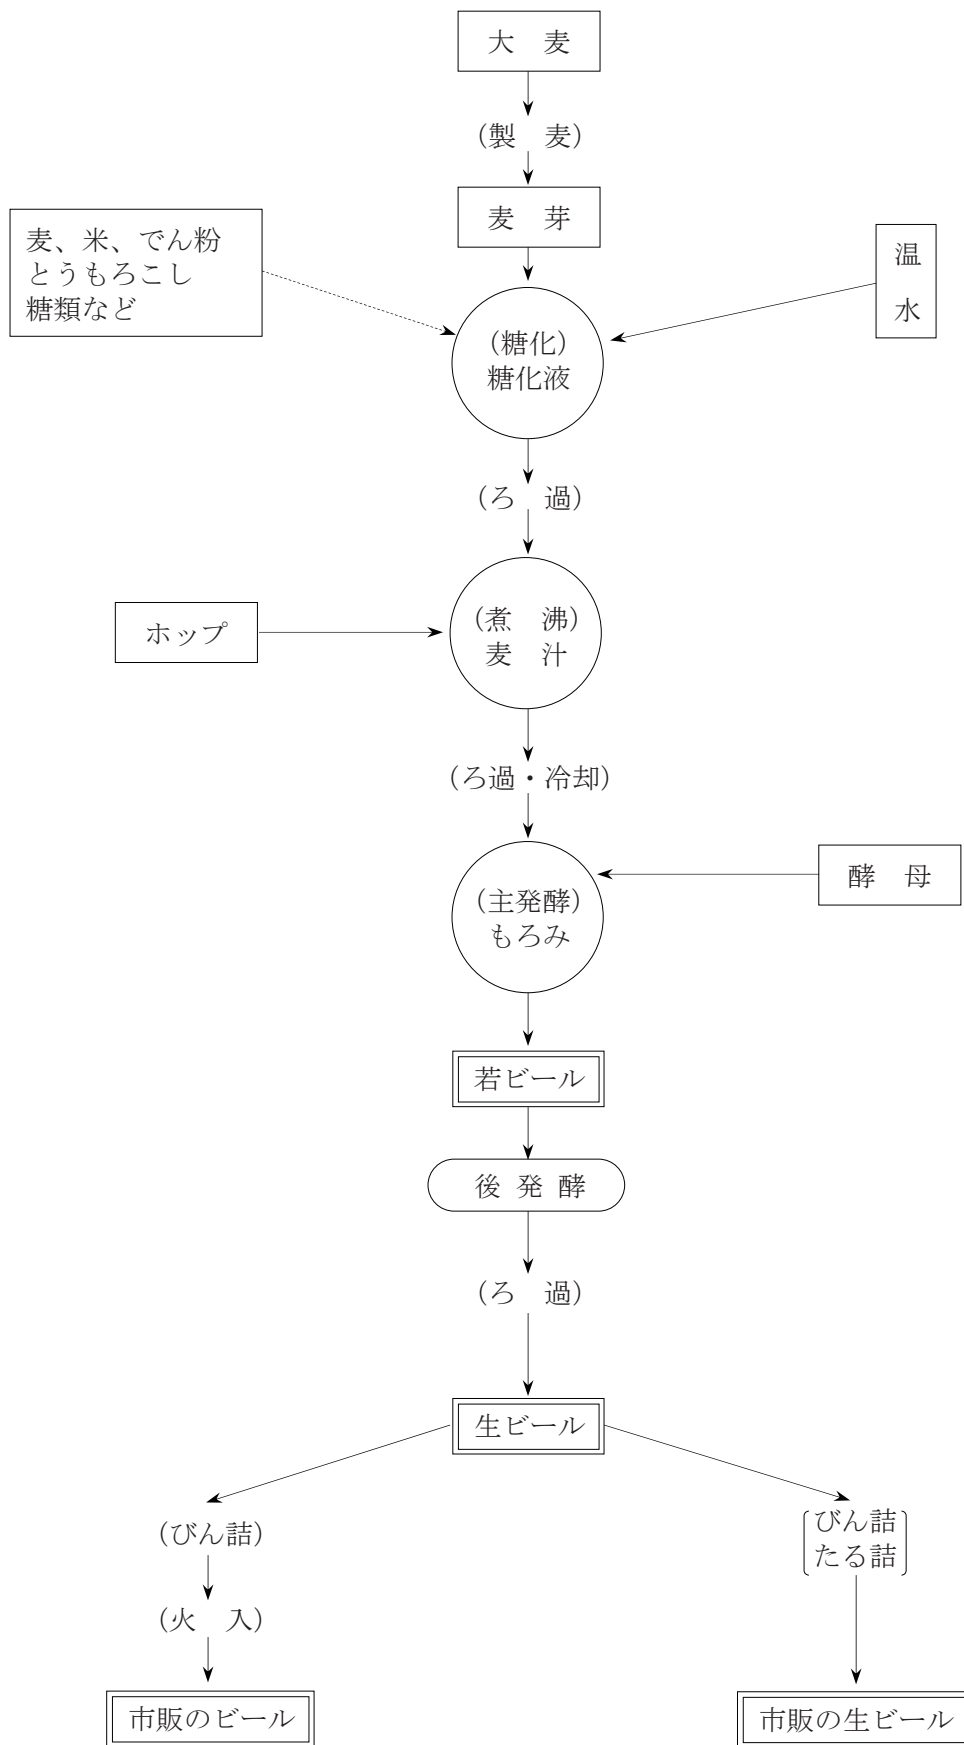 大　麦
(製　麦)
麦　芽
麦、米、でん粉
とうもろこし
糖類など
温
水
(糖化)
糖化液
(ろ　過)
ホップ
(煮　沸)
麦　汁
(ろ過・冷却)
酵　母
(主発酵)
もろみ
若ビール
後 発 酵
(ろ　過)
生ビール
(びん詰)
びん詰
たる詰
(火　入)
市販のビール
市販の生ビール